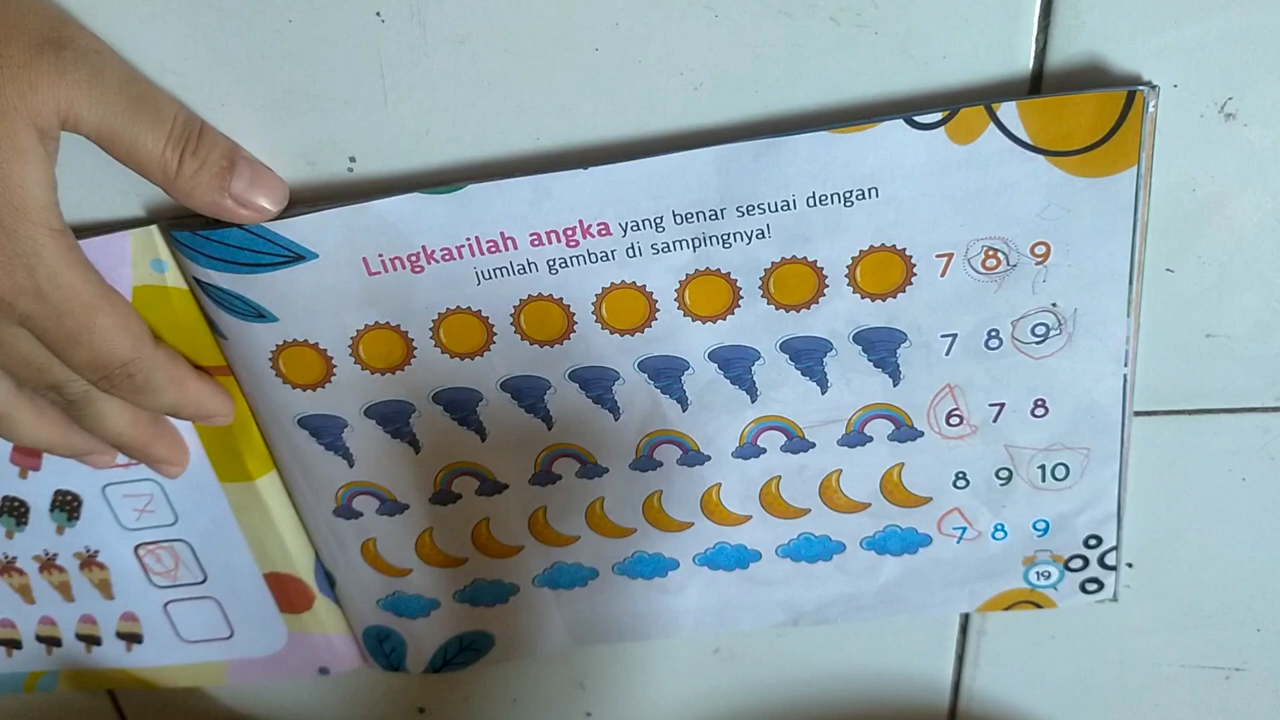 Lingkarilah angka yang benar sesuai dengan
jumlah gambar di sampingnya!
7 8 9
7 8 9
6 7 8
8 9 10
7 8 9
19
7